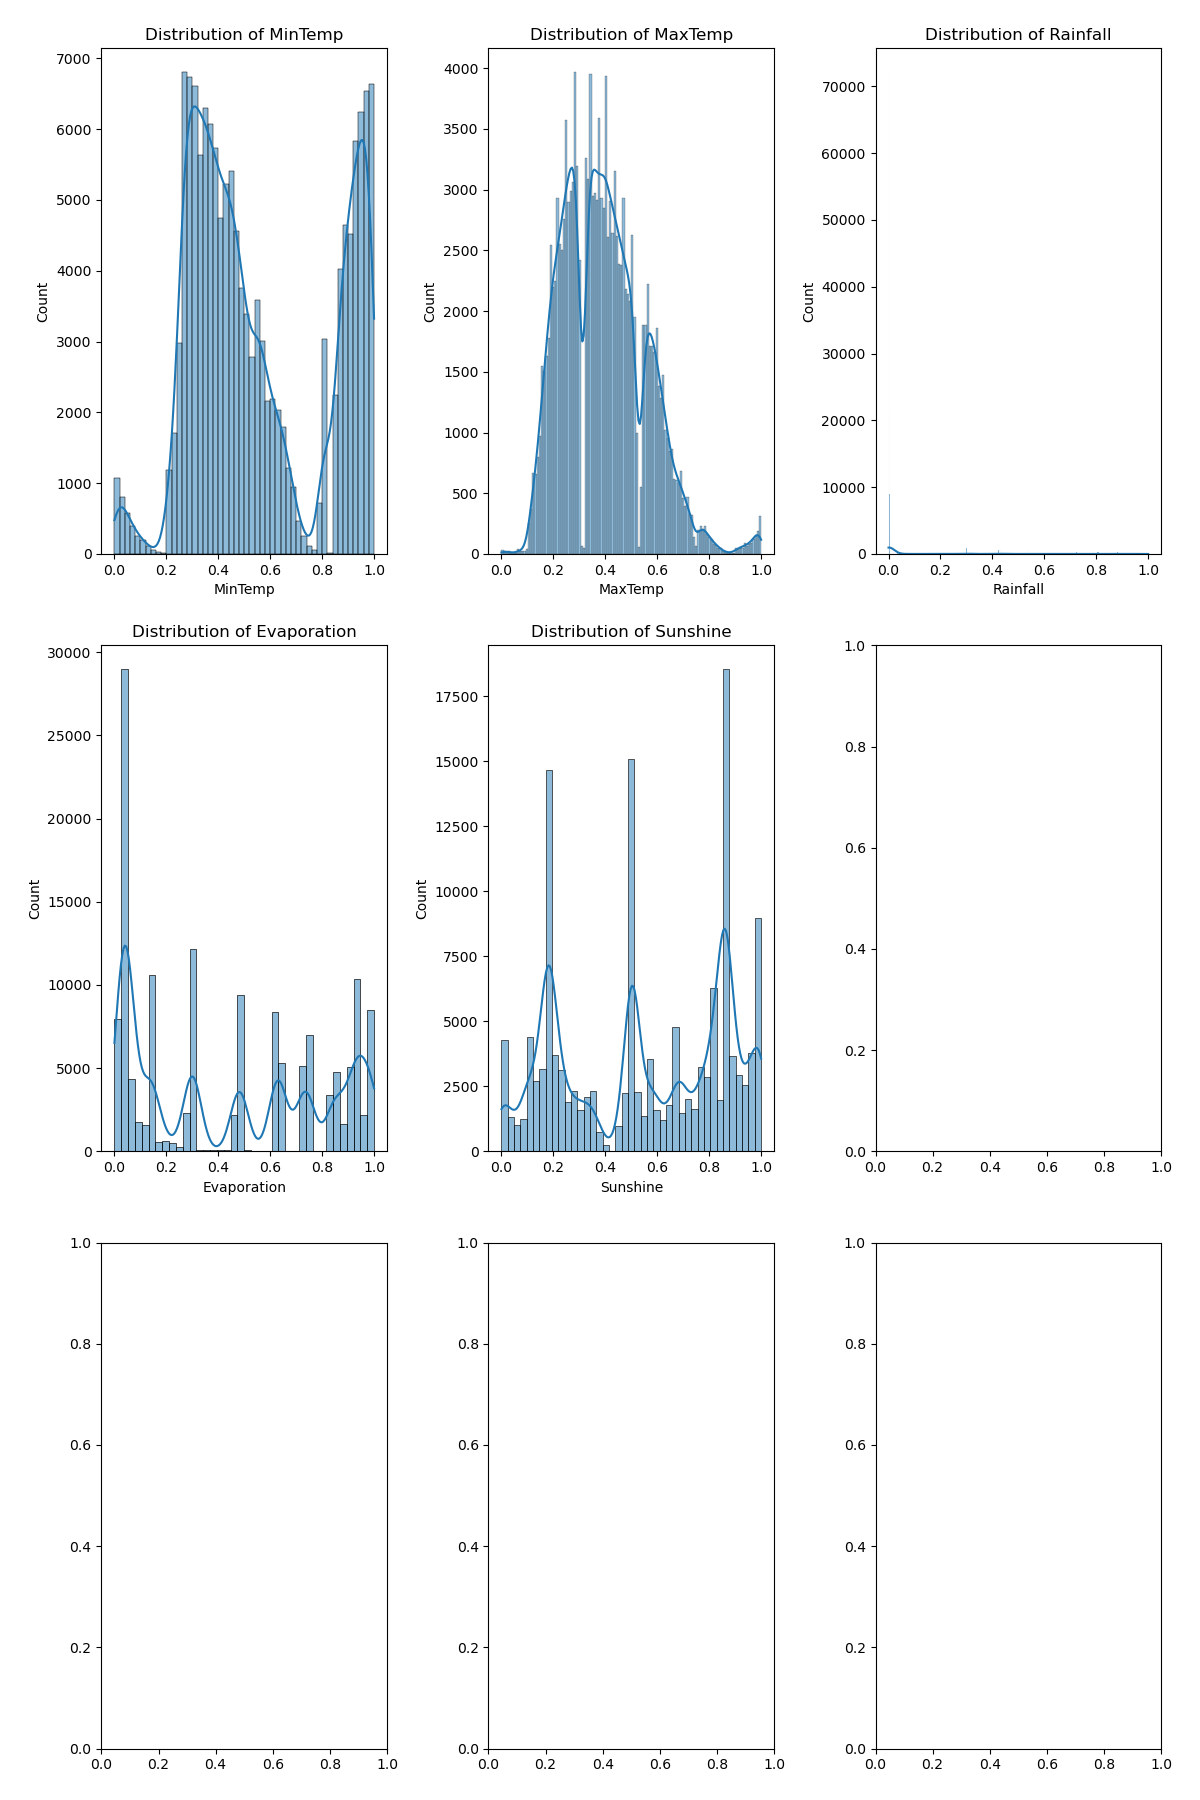 Distribution of MinTemp
7000
6000
5000
4000
3000
2000
1000
0
Count
0.0 0.2 0.4 0.6 0.8 1.0
MinTemp
Distribution of MaxTemp
4000
3500
3000
2500
2000
1500
1000
500
0
Count
0.0 0.2 0.4 0.6 0.8 1.0
MaxTemp
Distribution of Rainfall
70000
60000
50000
40000
30000
20000
10000
0
Count
0.0 0.2 0.4 0.6 0.8 1.0
Rainfall
Distribution of Evaporation
30000
25000
20000
15000
10000
5000
0
Count
0.0 0.2 0.4 0.6 0.8 1.0
Evaporation
Distribution of Sunshine
17500
15000
12500
10000
7500
5000
2500
0
Count
0.0 0.2 0.4 0.6 0.8 1.0
Sunshine
1.0
0.8
0.6
0.4
0.2
0.0
0.0 0.2 0.4 0.6 0.8 1.0
1.0
0.8
0.6
0.4
0.2
0.0
0.0 0.2 0.4 0.6 0.8 1.0
1.0
0.8
0.6
0.4
0.2
0.0
0.0 0.2 0.4 0.6 0.8 1.0
1.0
0.8
0.6
0.4
0.2
0.0
0.0 0.2 0.4 0.6 0.8 1.0